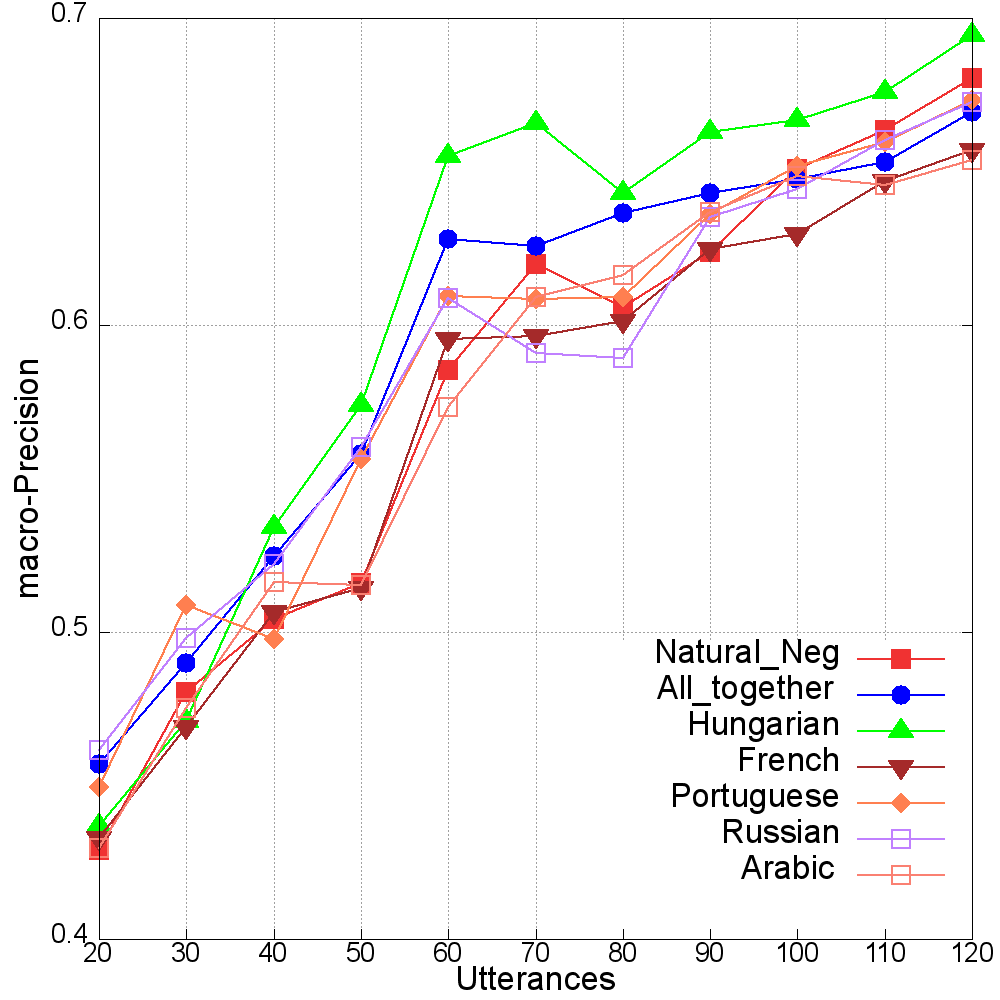 0.7
0.6
0.5
0.4
macro-Precision
Natural_Neg
All_together
Hungarian
French
Portuguese
Russian
Arabic
20 30 40 50 60 70 80 90 100 110 120
Utterances